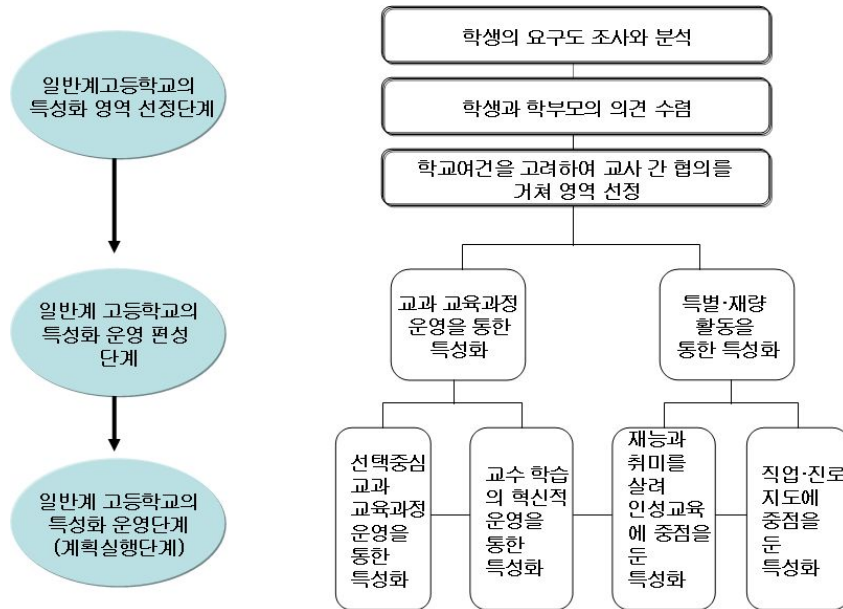 일반계고등학교의
특성화 영역 선정단계
일반계 고등학교의
특성화 운영 편성
단계
일반계 고등학교의
특성화 운영단계
(계획실행단계)
학생의 요구도 조사와 분석
학생과 학부모의 의견 수렴
학교여건을 고려하여 교사 간 협의를
거쳐 영역 선정
교과 교육과정
운영을 통한
특성화
특별·재량
활동을
통한 특성화
선택중심
교과
교육과정
운영을
통한
특성화
교수 학습
의 혁신적
운영을
통한
특성화
재능과
취미를
살려
인성교육
에 중점을
둔
특성화
직업·진로
지도에
중점을
둔
특성화